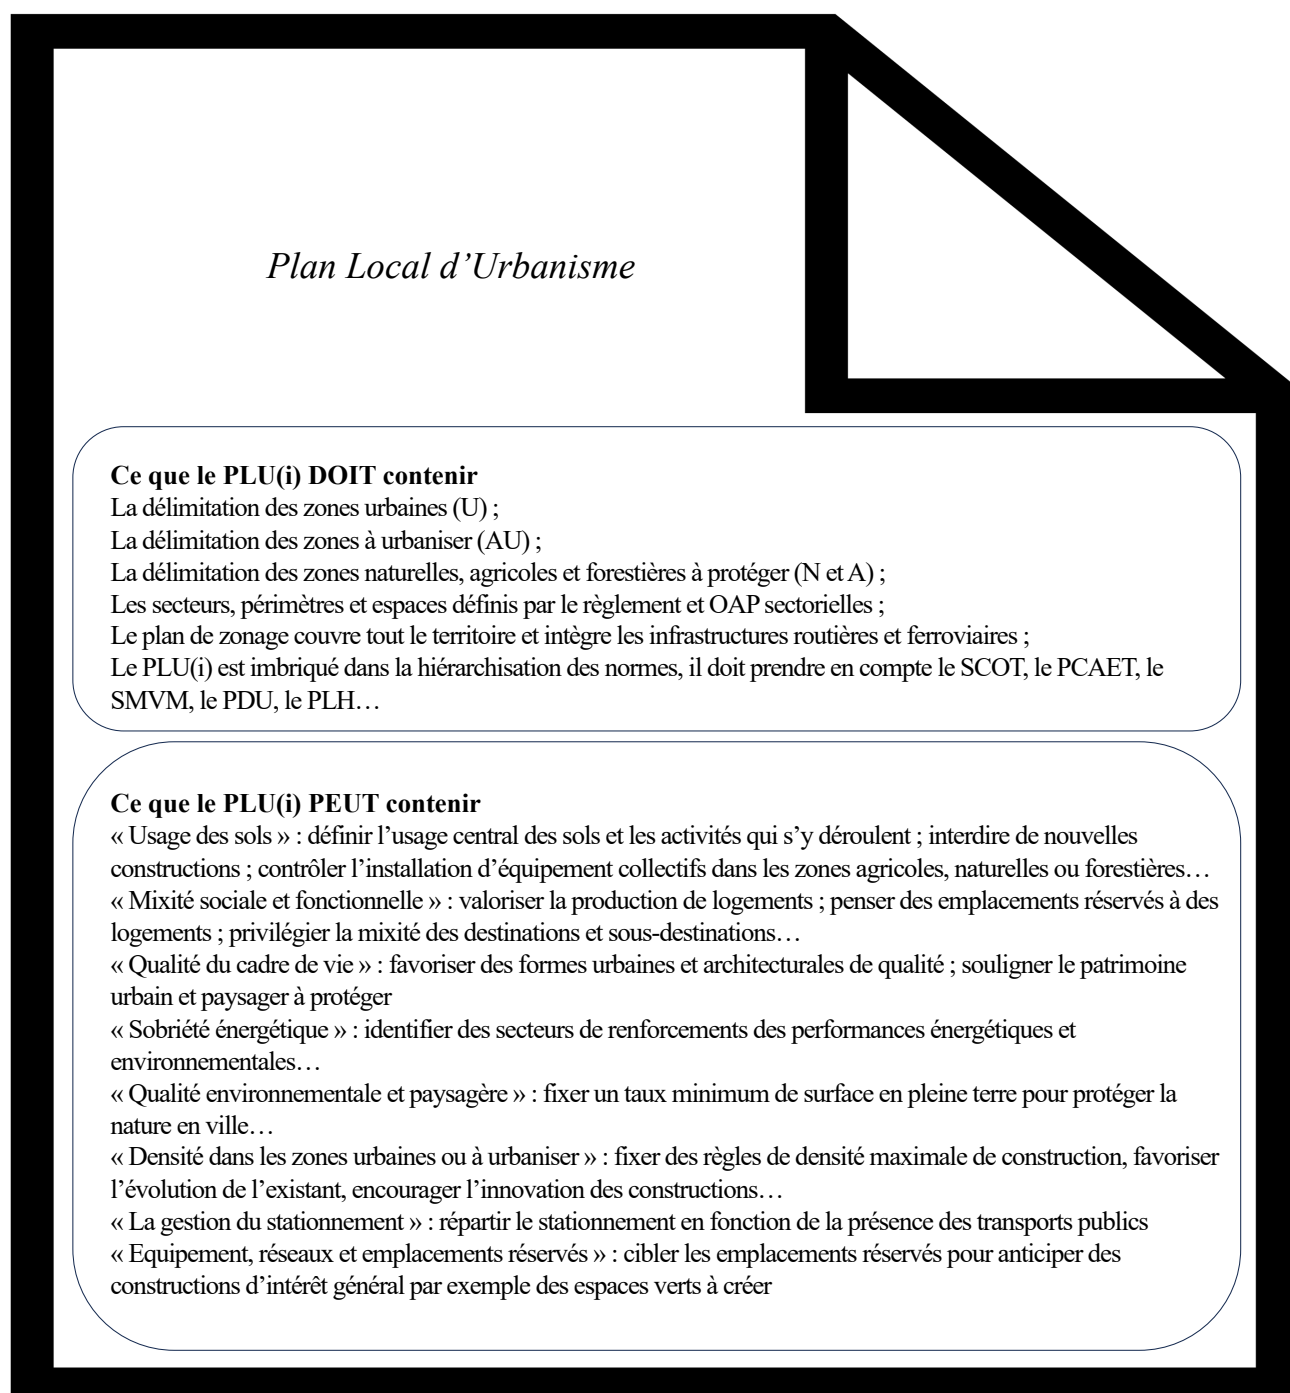 Plan Local d’Urbanisme
Ce que le PLU(i) DOIT contenir
La délimitation des zones urbaines (U) ;
La délimitation des zones à urbaniser (AU) ;
La délimitation des zones naturelles, agricoles et forestières à protéger (N et A) ;
Les secteurs, périmètres et espaces définis par le règlement et OAP sectorielles ;
Le plan de zonage couvre tout le territoire et intègre les infrastructures routières et ferroviaires ;
Le PLU(i) est imbriqué dans la hiérarchisation des normes, il doit prendre en compte le SCOT, le PCAET, le
SMVM, le PDU, le PLH…
Ce que le PLU(i) PEUT contenir
« Usage des sols » : définir l’usage central des sols et les activités qui s’y déroulent ; interdire de nouvelles
constructions ; contrôler l’installation d’équipement collectifs dans les zones agricoles, naturelles ou forestières…
« Mixité sociale et fonctionnelle » : valoriser la production de logements ; penser des emplacements réservés à des
logements ; privilégier la mixité des destinations et sous-destinations…
« Qualité du cadre de vie » : favoriser des formes urbaines et architecturales de qualité ; souligner le patrimoine
urbain et paysager à protéger
« Sobriété énergétique » : identifier des secteurs de renforcements des performances énergétiques et
environnementales…
« Qualité environnementale et paysagère » : fixer un taux minimum de surface en pleine terre pour protéger la
nature en ville…
« Densité dans les zones urbaines ou à urbaniser » : fixer des règles de densité maximale de construction, favoriser
l’évolution de l’existant, encourager l’innovation des constructions…
« La gestion du stationnement » : répartir le stationnement en fonction de la présence des transports publics
« Equipement, réseaux et emplacements réservés » : cibler les emplacements réservés pour anticiper des
constructions d’intérêt général par exemple des espaces verts à créer